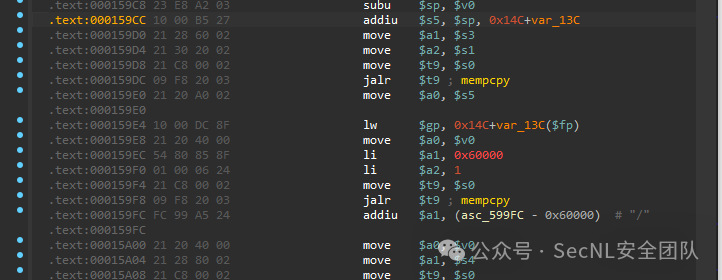 .text:000159C8 23 E8 A2 03 subu $sp, $v0
.text:000159CC 10 00 B5 27 addiu $s5, $sp, 0x14C+var_13C
.text:000159D0 21 28 60 02 move $a1, $s3
.text:000159D4 21 30 20 02 move $a2, $s1
.text:000159D8 21 C8 00 02 move $t9, $s0
.text:000159DC 09 F8 20 03 jalr $t9 ; mempcpy
.text:000159E0 21 20 A0 02 move $a0, $s5
.text:000159E0
.text:000159E4 10 00 DC 8F lw $gp, 0x14C+var_13C($fp)
.text:000159E8 21 20 40 00 move $a0, $v0
.text:000159EC 54 80 85 8F li $a1, 0x60000
.text:000159F0 01 00 06 24 li $a2, 1
.text:000159F4 21 C8 00 02 move $t9, $s0
.text:000159F8 09 F8 20 03 jalr $t9 ; mempcpy
.text:000159FC FC 99 A5 24 addiu $a1, (asc_599FC - 0x60000) # "/"
.text:000159FC
.text:00015A00 21 20 40 00 move $a0, $v0
.text:00015A04 21 28 80 02 move $a1, $s4
.text:00015A08 21 C8 00 02 move $t9, $s0
公众号 · SecNL安全团队